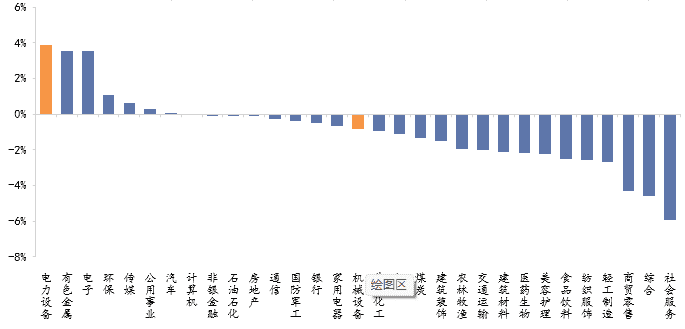 6%
4%
2%
0%
−2%
−4%
−6%
−8%
电力设备
有色金属
电子
环保
传媒
公用事业
汽车
计算机
非银金融
石油石化
房地产
通信
国防军工
银行
家用电器
机械设备
化工
煤炭
建筑装饰
农林牧渔
交通运输
建筑材料
医药生物
美容护理
食品饮料
纺织服饰
轻工制造
商贸零售
综合
社会服务
绘图区